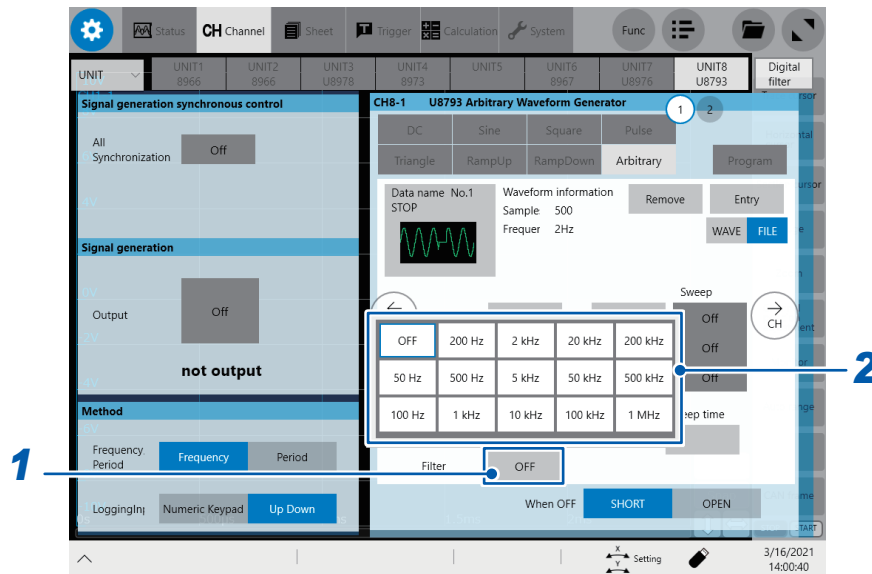 Status CH Channel Sheet Trigger Calculation System Func
UNIT UNIT1 UNIT2 UNIT3 UNIT4 UNIT5 UNIT6 UNIT7 UNIT8 Digital
8966 8966 U8978 8973 8967 U8976 U8793 filter
Signal generation synchronous control
All
Synchronization
Off
Signal generation
Output
Off
not output
Method
Frequency.
Period
Frequency Period
LoggingInp Numeric Keypad Up Down
CH8-1 U8793 Arbitrary Waveform Generator 1 2
DC Sine Square Pulse
Triangle RampUp RampDown Arbitrary Program
Data name No.1
STOP
Waveform information
Sample 500
Frequer 2Hz
Remove Entry
WAVE FILE
Sweep
Off
Off
Off
CH
OFF 200 Hz 2 kHz 20 kHz 200 kHz
50 Hz 500 Hz 5 kHz 50 kHz 500 kHz
100 Hz 1 kHz 10 kHz 100 kHz 1 MHz
eep time
Filter OFF
When OFF SHORT OPEN
START
1
2
X
Y
Setting
3/16/2021
14:00:40